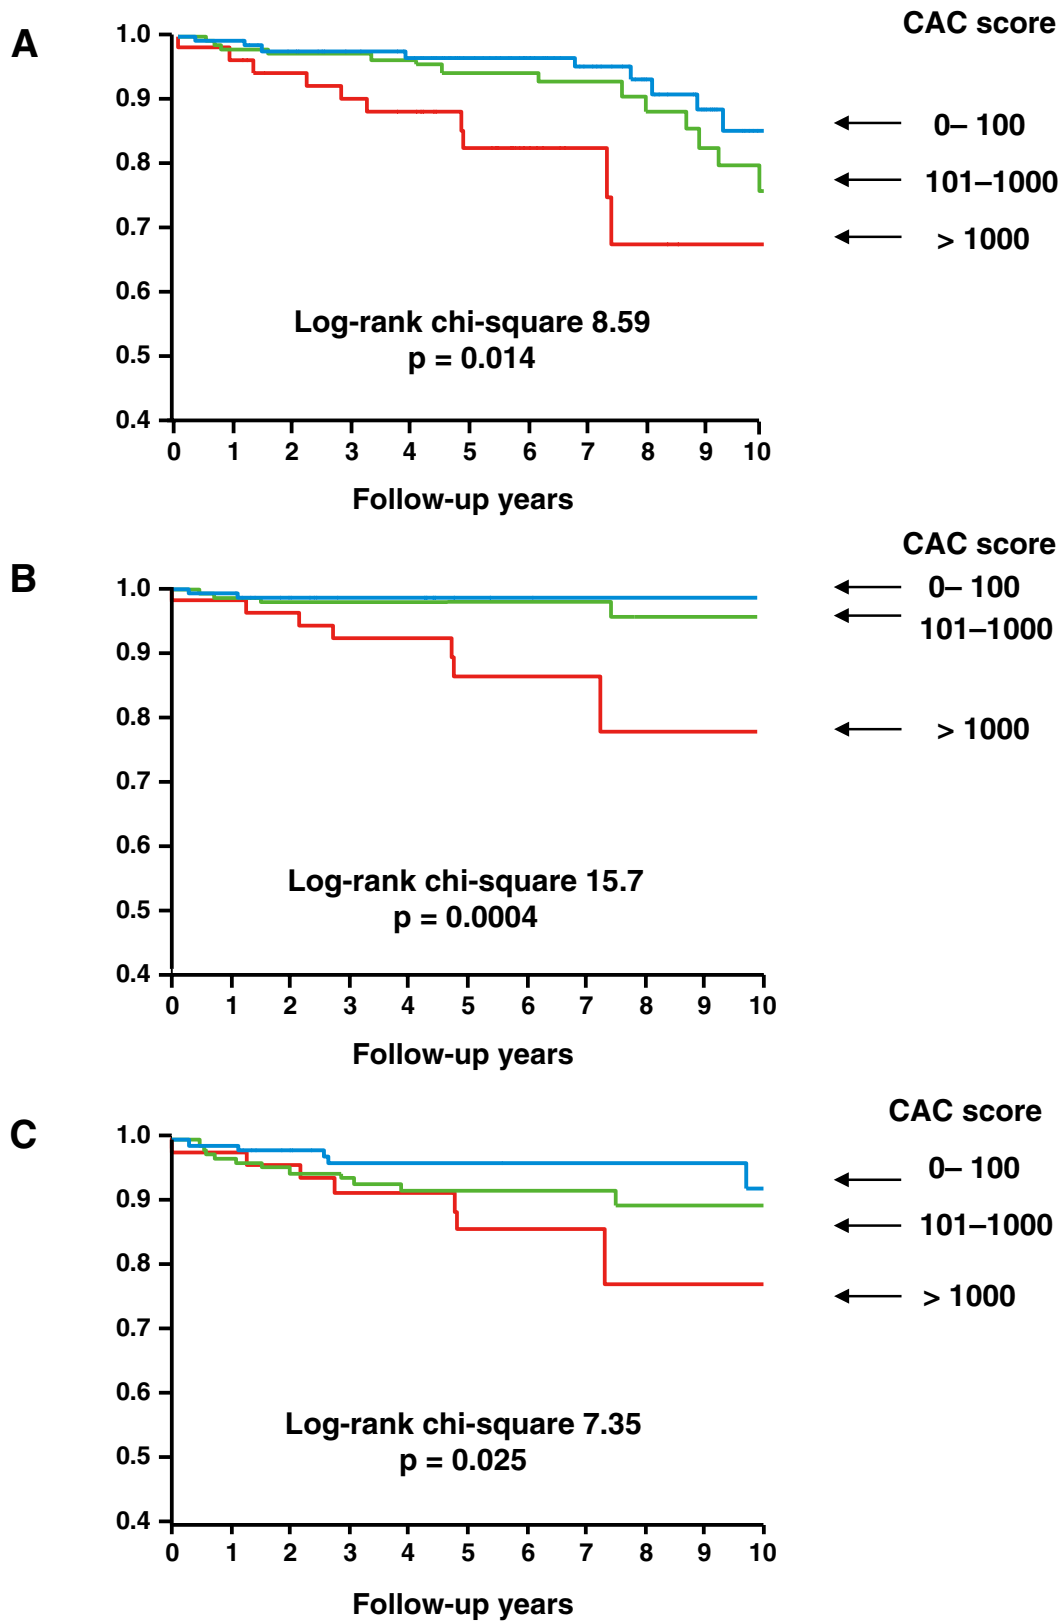 A
CAC score
1.0
0.9
0– 100
0.8
101–1000
0.7
> 1000
0.6
Log-rank chi-square 8.59
0.5
p = 0.014
0.4
0 1 2 3 4 5 6 7 8 9 10
Follow-up years
B
CAC score
1.0
0– 100
101–1000
0.9
0.8
> 1000
0.7
0.6
Log-rank chi-square 15.7
0.5
p = 0.0004
0.4
0 1 2 3 4 5 6 7 8 9 10
Follow-up years
C
CAC score
1.0
0– 100
0.9
101–1000
0.8
> 1000
0.7
0.6
Log-rank chi-square 7.35
0.5
p = 0.025
0.4
0 1 2 3 4 5 6 7 8 9 10
Follow-up years